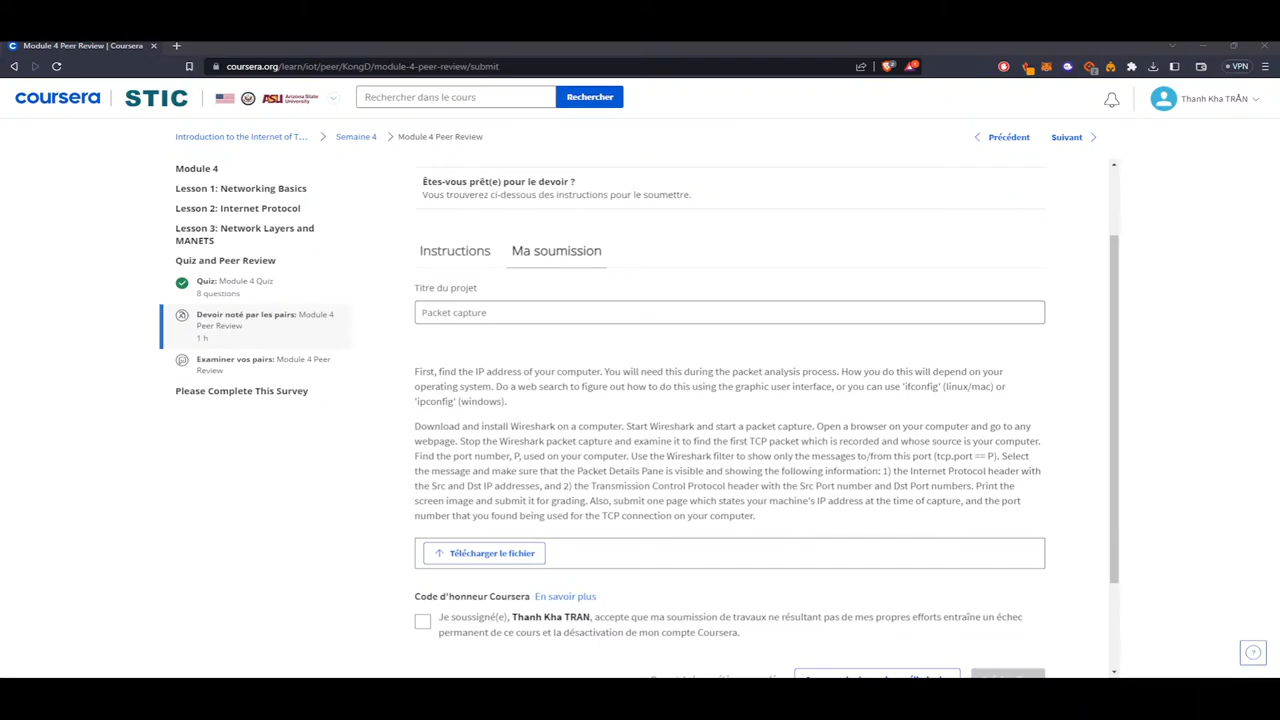 Module 4 Peer Review | Coursera
coursera.org/learn/iot/peer/KongD/module-4-peer-review/submit
VPN
coursera
STIC
ASU Arizona State University
Rechercher dans le cours
Rechercher
Thanh Kha TRẦN
Introduction to the Internet of T...
Semaine 4
Module 4 Peer Review
Précédent
Suivant
Module 4
Lesson 1: Networking Basics
Lesson 2: Internet Protocol
Lesson 3: Network Layers and
MANETS
Quiz and Peer Review
Quiz: Module 4 Quiz
8 questions
Devoir noté par les pairs: Module 4
Peer Review
1 h
Examiner vos pairs: Module 4 Peer
Review
Please Complete This Survey
Êtes-vous prêt(e) pour le devoir ?
Vous trouverez ci-dessous des instructions pour le soumettre.
Instructions
Ma soumission
Titre du projet
Packet capture
First, find the IP address of your computer. You will need this during the packet analysis process. How you do this will depend on your
operating system. Do a web search to figure out how to do this using the graphic user interface, or you can use 'ifconfig' (linux/mac) or
'ipconfig' (windows).
Download and install Wireshark on a computer. Start Wireshark and start a packet capture. Open a browser on your computer and go to any
webpage. Stop the Wireshark packet capture and examine it to find the first TCP packet which is recorded and whose source is your computer.
Find the port number, P, used on your computer. Use the Wireshark filter to show only the messages to/from this port (tcp.port == P). Select
the message and make sure that the Packet Details Pane is visible and showing the following information: 1) the Internet Protocol header with
the Src and Dst IP addresses, and 2) the Transmission Control Protocol header with the Src Port number and Dst Port numbers. Print the
screen image and submit it for grading. Also, submit one page which states your machine's IP address at the time of capture, and the port
number that you found being used for the TCP connection on your computer.
Télécharger le fichier
Code d'honneur Coursera En savoir plus
Je soussigné(e), Thanh Kha TRAN, accepte que ma soumission de travaux ne résultant pas de mes propres efforts entraîne un échec
permanent de ce cours et la désactivation de mon compte Coursera.